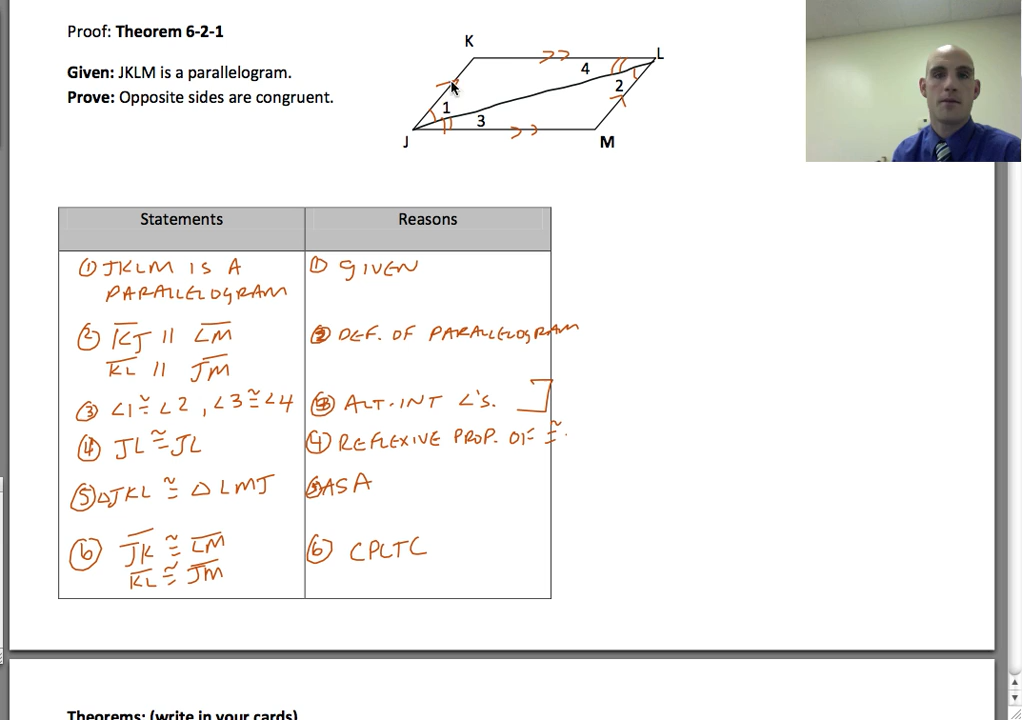 Proof: Theorem 6-2-1
Given: JKLM is a parallelogram.
Prove: Opposite sides are congruent.
K
L
4
2
1
3
J
M
Statements
Reasons
① JKLM IS A
PARALLELOGRAM
① GIVEN
② KJ || LM
KL || JM
② DEF. OF PARALLELOGRAM
③ ∠1 ≅ ∠2, ∠3 ≅ ∠4
③ ALT. INT ∠'S.
④ JL ≅ JL
④ REFLEXIVE PROP. OF ≅.
⑤ △JKL ≅ △LMJ
⑤ ASA
⑥ JK ≅ LM
KL ≅ JM
⑥ CPCTC
Theorems: (write in your cards)